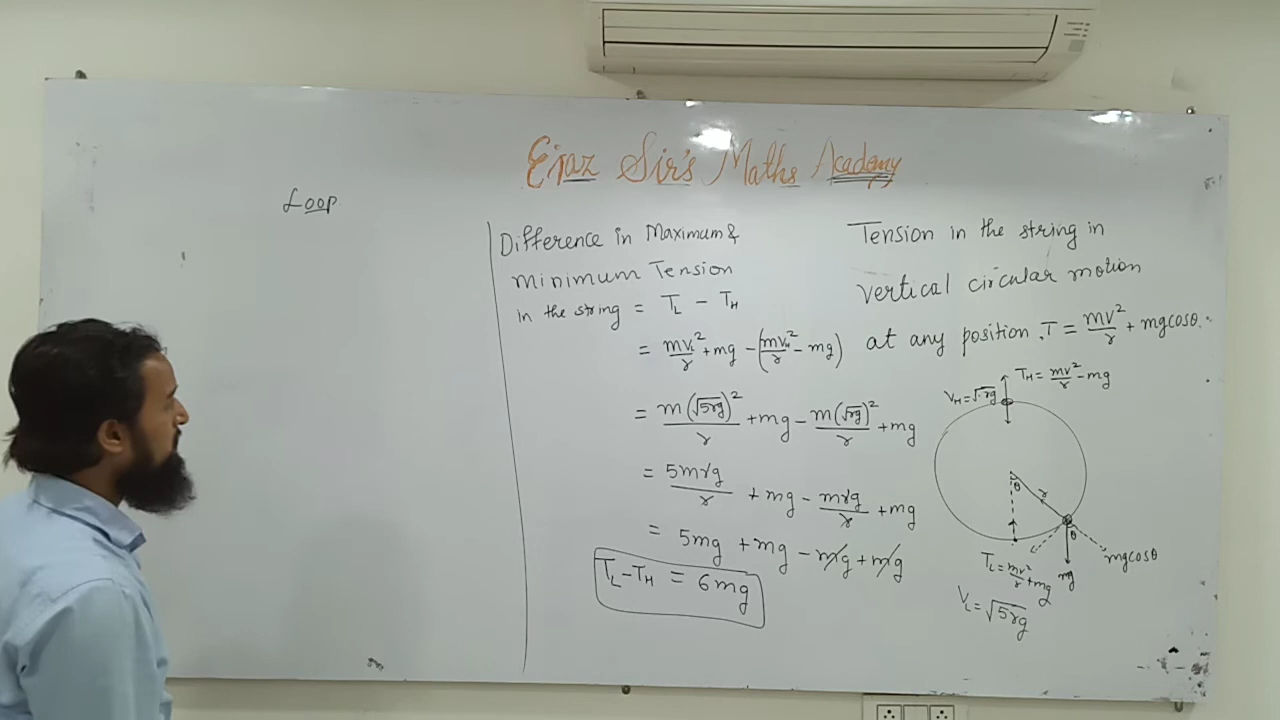 Ejaz Sir's Maths Academy
Loop
Difference in Maximum &
minimum Tension
in the string = T_L - T_H
= mv_L²/r + mg - (mv_H²/r - mg)
= m(√5rg)²/r + mg - m(√rg)²/r + mg
= 5mrg/r + mg - mrg/r + mg
= 5mg + mg - mg + mg
T_L - T_H = 6mg
Tension in the string in
vertical circular motion
at any position. T = mv²/r + mgcosθ.
T_H = mv²/r - mg
V_H = √rg
θ
r
θ
mgcosθ
mg
T_L = mv²/r + mg
V_L = √5rg